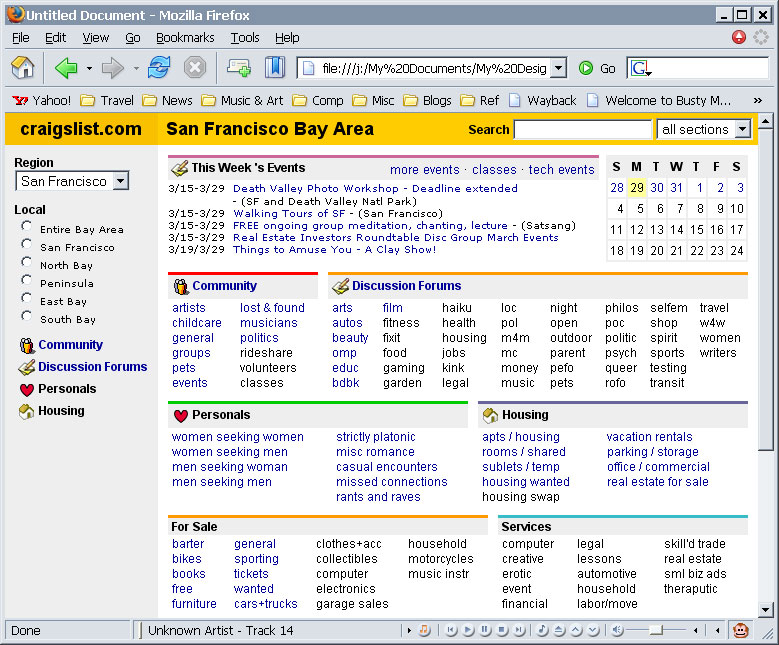 Untitled Document - Mozilla Firefox
File Edit View Go Bookmarks Tools Help
file:///j:/My%20Documents/My%20Desig Go G
Yahoo! Travel News Music & Art Comp Misc Blogs Ref Wayback Welcome to Busty M... »
craigslist.com San Francisco Bay Area Search all sections
Region
San Francisco
Local
Entire Bay Area
San Francisco
North Bay
Peninsula
East Bay
South Bay
Community
Discussion Forums
Personals
Housing
This Week 's Events more events · classes · tech events
3/15-3/29 Death Valley Photo Workshop - Deadline extended
- (SF and Death Valley Natl Park)
3/15-3/29 Walking Tours of SF - (San Francisco)
3/15-3/29 FREE ongoing group meditation, chanting, lecture - (Satsang)
3/15-3/29 Real Estate Investors Roundtable Disc Group March Events
3/19/3/29 Things to Amuse You - A Clay Show!
S M T W T F S
28 29 30 31 1 2 3
4 5 6 7 8 9 10
11 12 13 14 15 16 17
18 19 20 21 22 23 24
Community
artists lost & found
childcare musicians
general politics
groups rideshare
pets volunteers
events classes
Discussion Forums
arts film haiku loc night philos selfem travel
autos fitness health pol open poc shop w4w
beauty fixit housing m4m outdoor politic spirit women
omp food jobs mc parent psych sports writers
educ gaming kink money pefo queer testing
bdbk garden legal music pets rofo transit
Personals
women seeking women strictly platonic
women seeking men misc romance
men seeking woman casual encounters
men seeking men missed connections
rants and raves
Housing
apts / housing vacation rentals
rooms / shared parking / storage
sublets / temp office / commercial
housing wanted real estate for sale
housing swap
For Sale
barter general clothes+acc household
bikes sporting collectibles motorcycles
books tickets computer music instr
free wanted electronics
furniture cars+trucks garage sales
Services
computer legal skill'd trade
creative lessons real estate
erotic automotive sml biz ads
event household theraputic
financial labor/move
Done Unknown Artist - Track 14